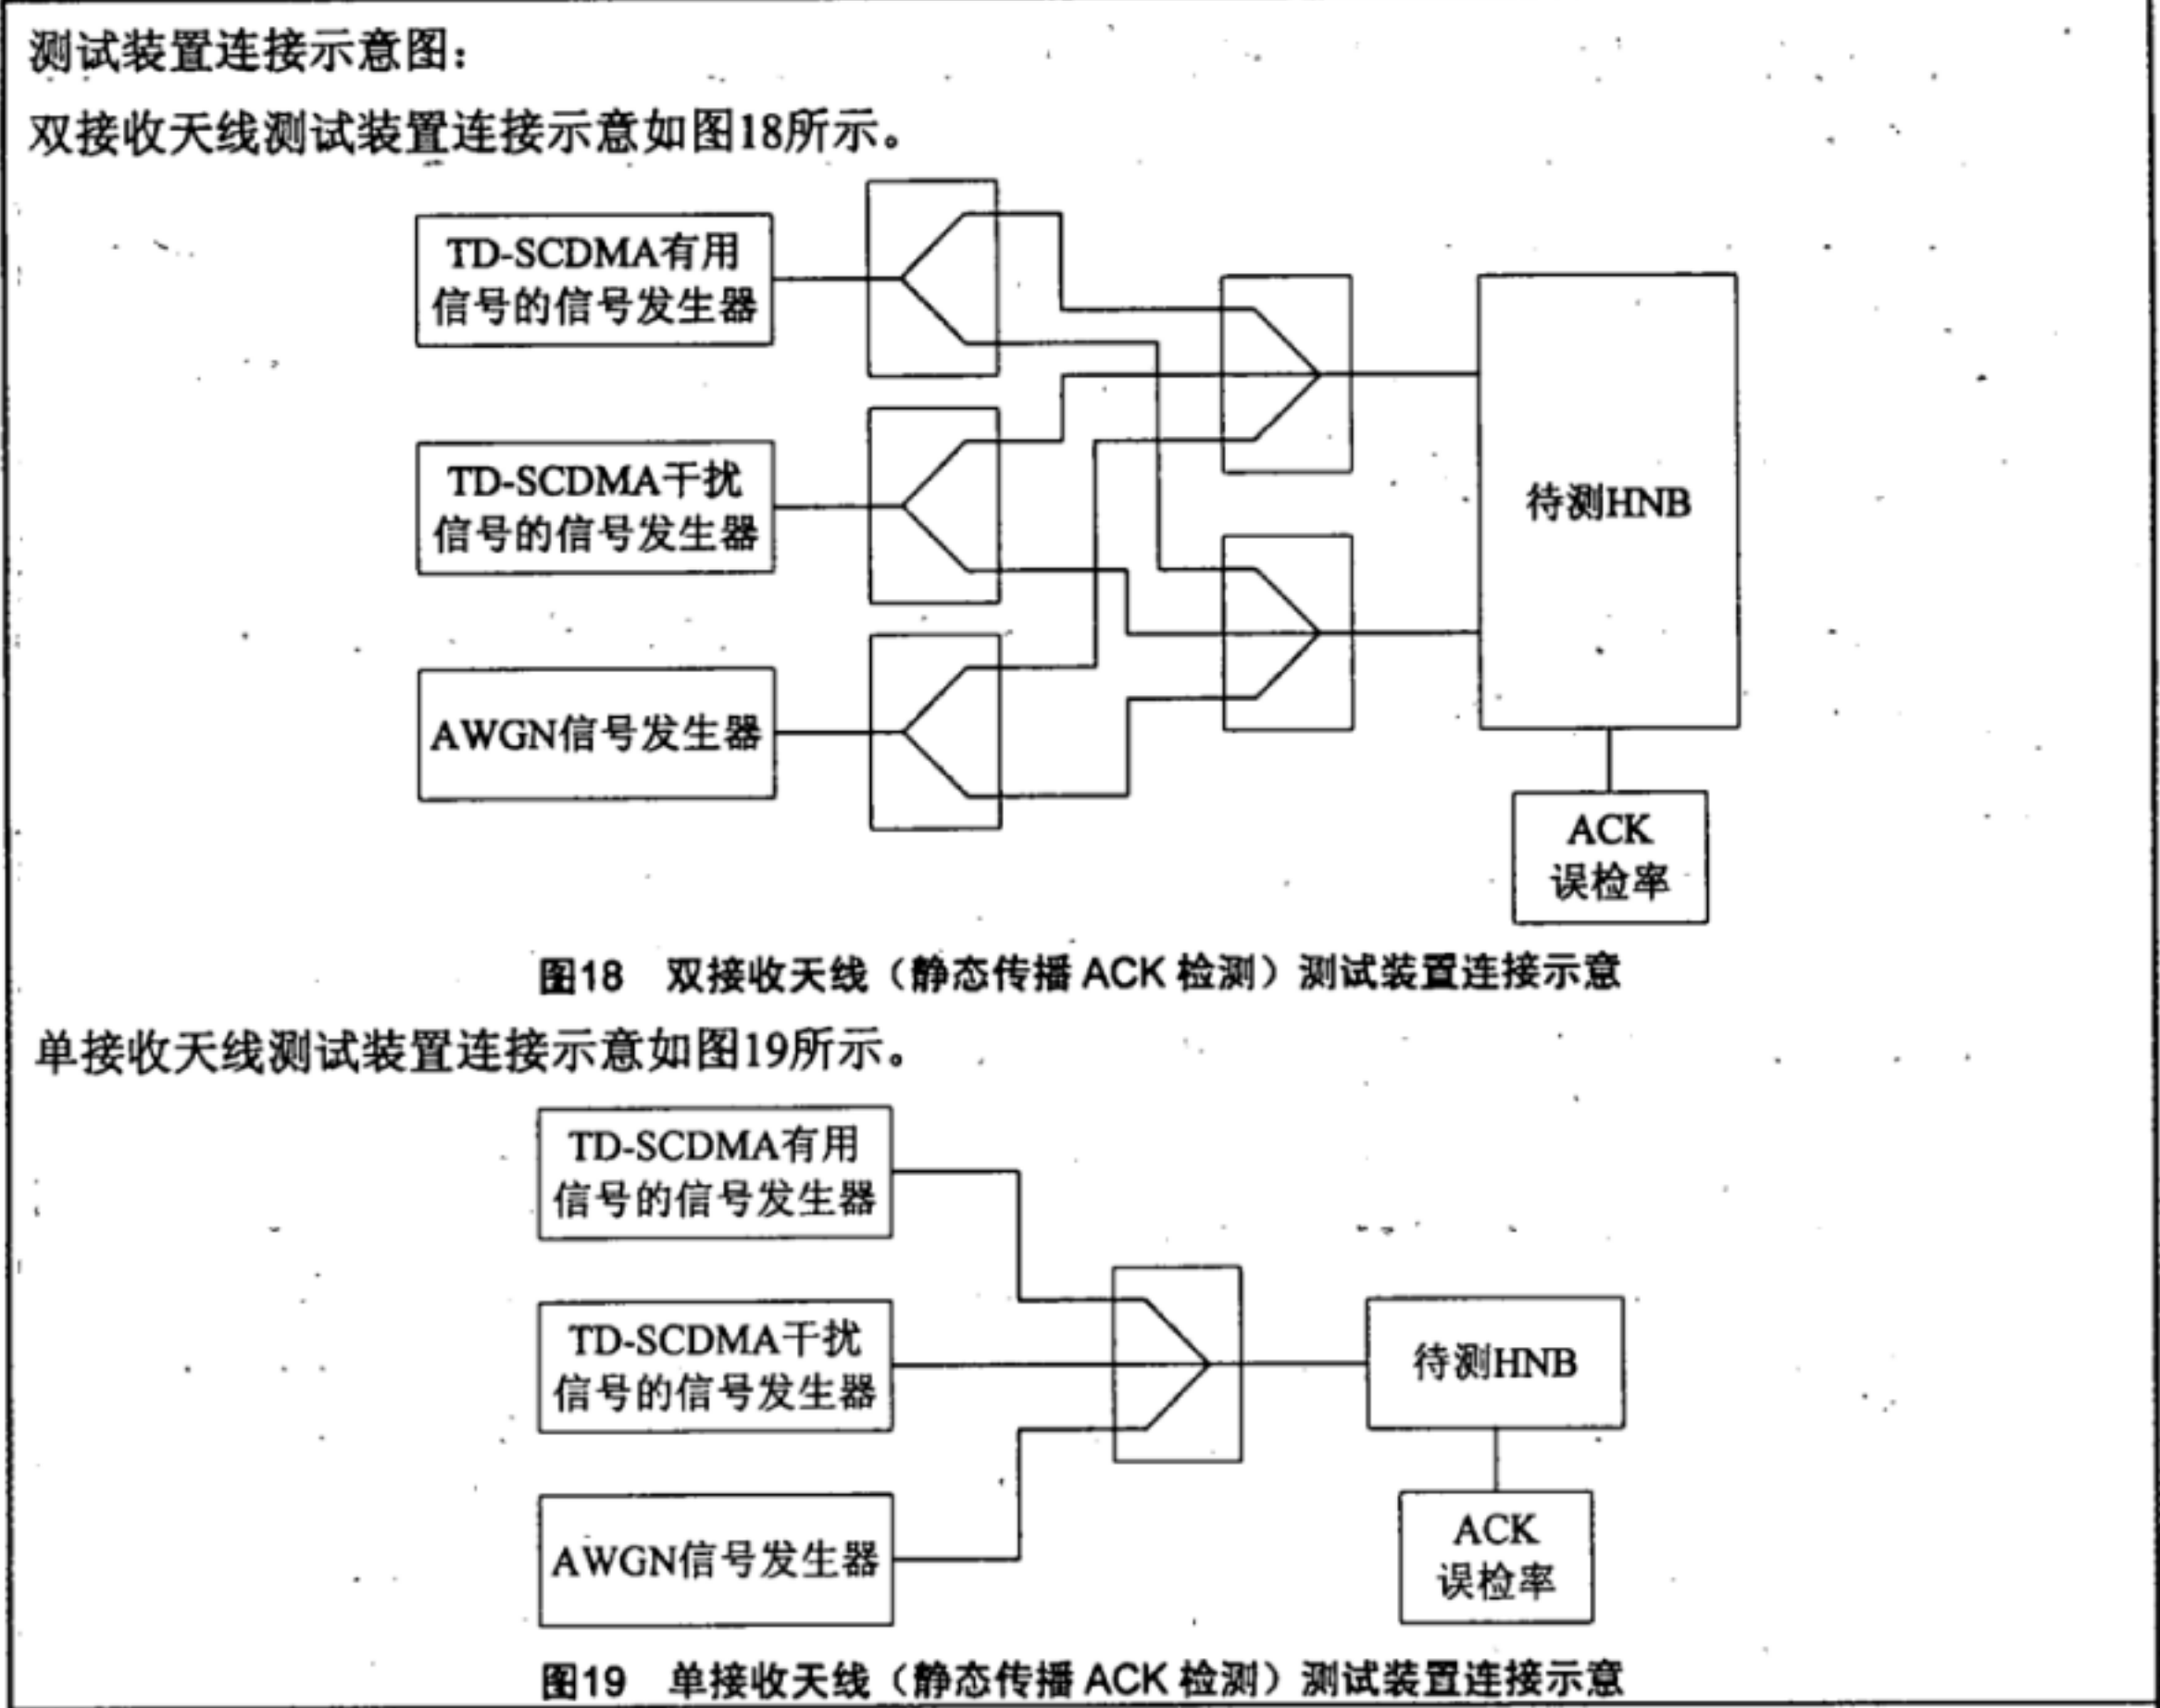 测试装置连接示意图：
双接收天线测试装置连接示意如图18所示。
TD-SCDMA有用
信号的信号发生器
TD-SCDMA干扰
信号的信号发生器
AWGN信号发生器
待测HNB
ACK
误检率
图18 双接收天线（静态传播 ACK 检测）测试装置连接示意
单接收天线测试装置连接示意如图19所示。
TD-SCDMA有用
信号的信号发生器
TD-SCDMA干扰
信号的信号发生器
AWGN信号发生器
待测HNB
ACK
误检率
图19 单接收天线（静态传播 ACK 检测）测试装置连接示意